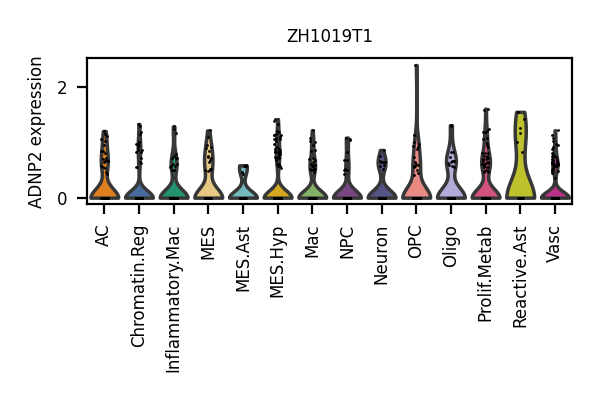 ZH1019T1
ADNP2 expression
2
0
AC
Chromatin.Reg
Inflammatory.Mac
MES
MES.Ast
MES.Hyp
Mac
NPC
Neuron
OPC
Oligo
Prolif.Metab
Reactive.Ast
Vasc